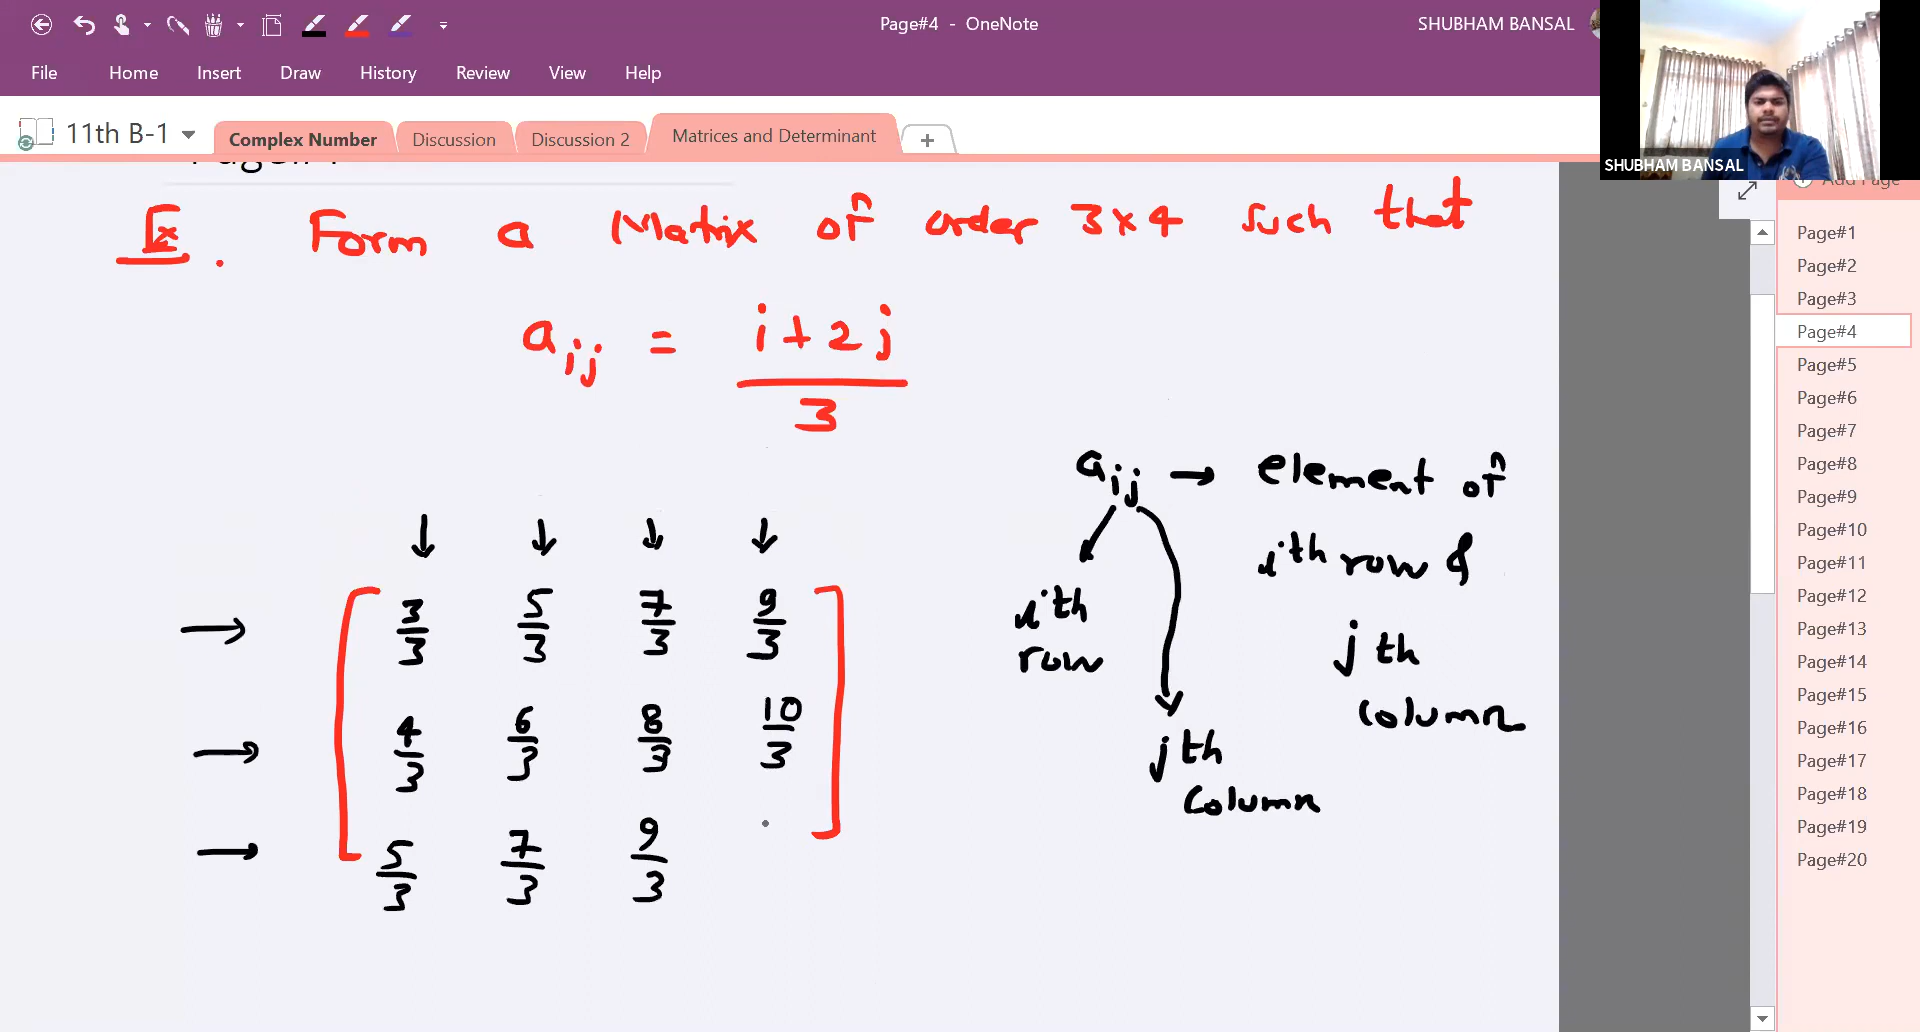 Page#4 - OneNote
SHUBHAM BANSAL
File Home Insert Draw History Review View Help
11th B-1
Complex Number
Discussion
Discussion 2
Matrices and Determinant
+
SHUBHAM BANSAL
Add Page
Ex. Form a Matrix of order 3x4 such that
a ij = i + 2j
3
3/3 5/3 7/3 9/3
4/3 6/3 8/3 10/3
5/3 7/3 9/3
a ij → element of
ith row &
jth
column
ith
row
jth
column
Page#1
Page#2
Page#3
Page#4
Page#5
Page#6
Page#7
Page#8
Page#9
Page#10
Page#11
Page#12
Page#13
Page#14
Page#15
Page#16
Page#17
Page#18
Page#19
Page#20